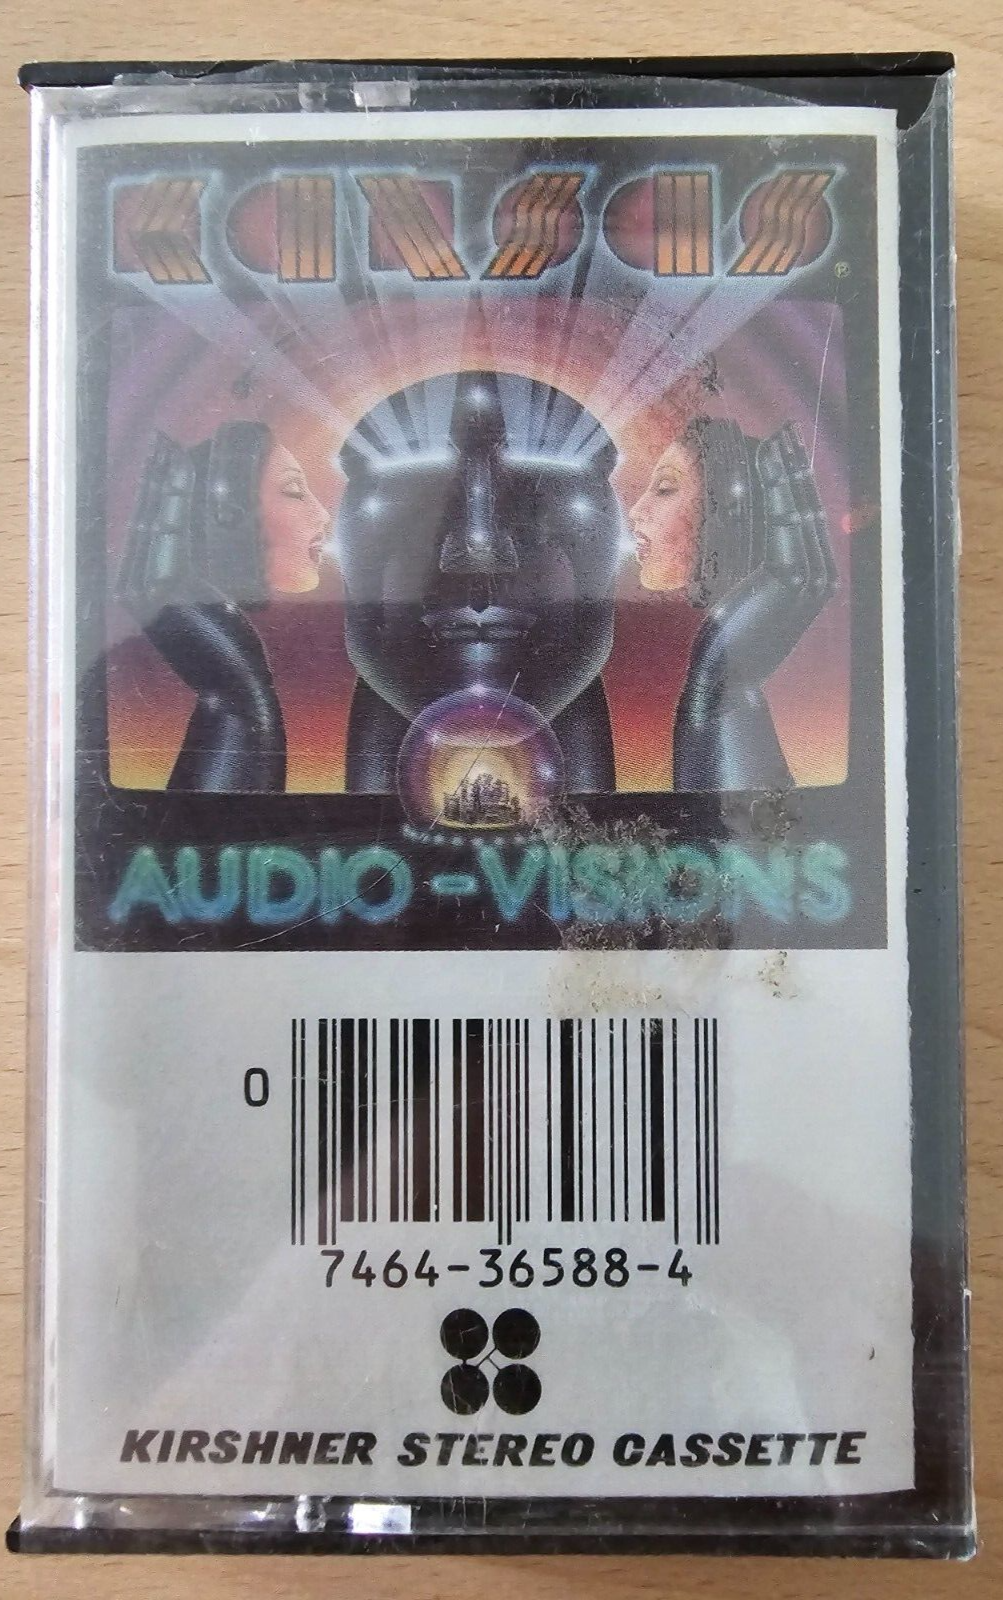 KANSAS ®
AUDIO-VISIONS
0
7464-36588-4
KIRSHNER STEREO CASSETTE